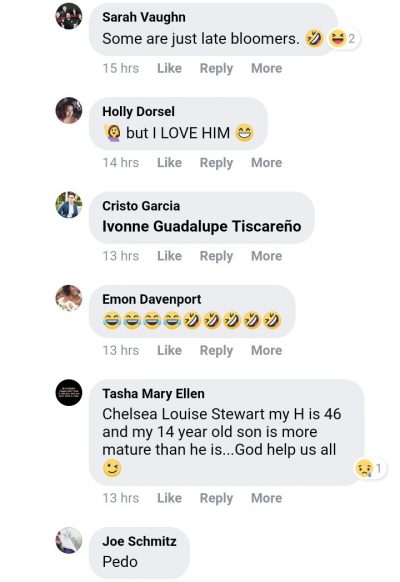 Sarah Vaughn
Some are just late bloomers. 🤣
😆 2
15 hrs Like Reply More
Holly Dorsel
🙋‍♀️ but I LOVE HIM 😁
14 hrs Like Reply More
Cristo Garcia
Ivonne Guadalupe Tiscareño
13 hrs Like Reply More
Emon Davenport
😂😂😂😂🤣🤣🤣🤣🤣
13 hrs Like Reply More
Tasha Mary Ellen
Chelsea Louise Stewart my H is 46
and my 14 year old son is more
mature than he is...God help us all
😉
😢 1
13 hrs Like Reply More
Joe Schmitz
Pedo